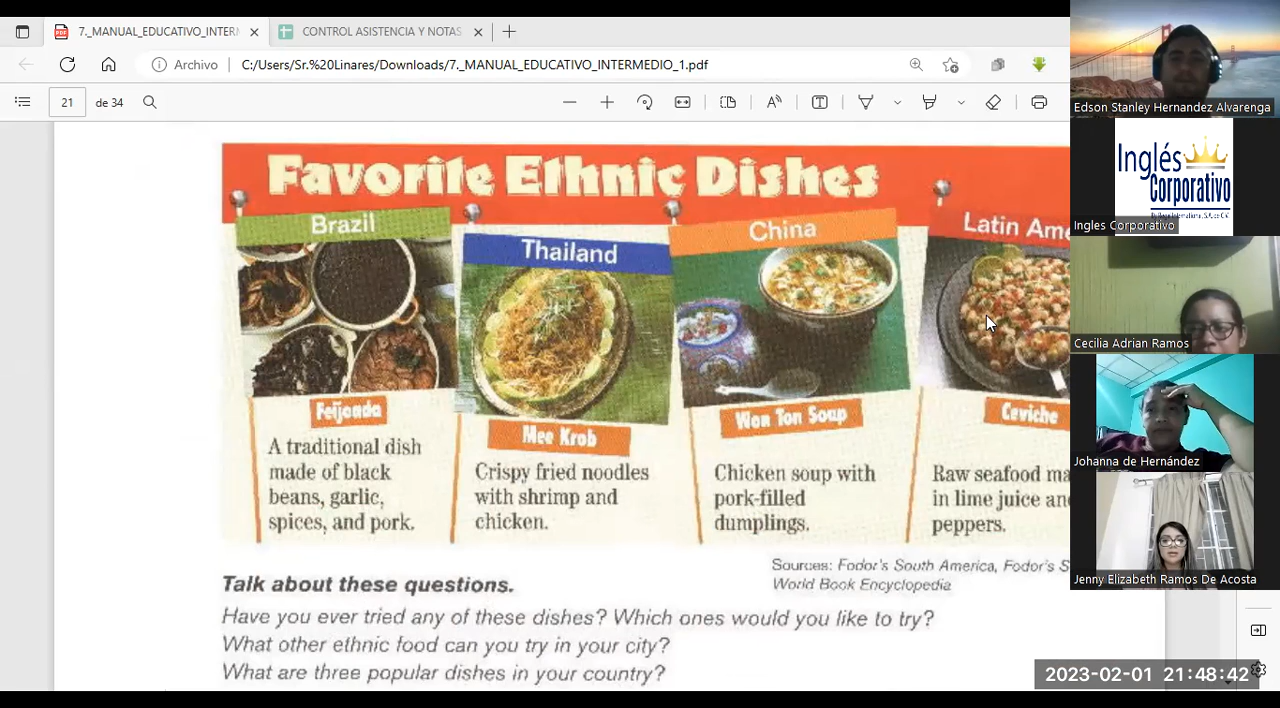 7._MANUAL_EDUCATIVO_INTERN
CONTROL ASISTENCIA Y NOTAS
Archivo
C:/Users/Sr.%20Linares/Downloads/7._MANUAL_EDUCATIVO_INTERMEDIO_1.pdf
21
de 34
Favorite Ethnic Dishes
Brazil
Feijoada
A traditional dish
made of black
beans, garlic,
spices, and pork.
Thailand
Mee Krob
Crispy fried noodles
with shrimp and
chicken.
China
Won Ton Soup
Chicken soup with
pork-filled
dumplings.
Latin Ame
Ceviche
Raw seafood ma
in lime juice and
peppers.
Sources: Fodor's South America, Fodor's S
World Book Encyclopedia
Talk about these questions.
Have you ever tried any of these dishes? Which ones would you like to try?
What other ethnic food can you try in your city?
What are three popular dishes in your country?
Edson Stanley Hernandez Alvarenga
Inglés
Corporativo
Ingles Corporativo
Cecilia Adrian Ramos
Johanna de Hernández
Jenny Elizabeth Ramos De Acosta
2023-02-01 21:48:42